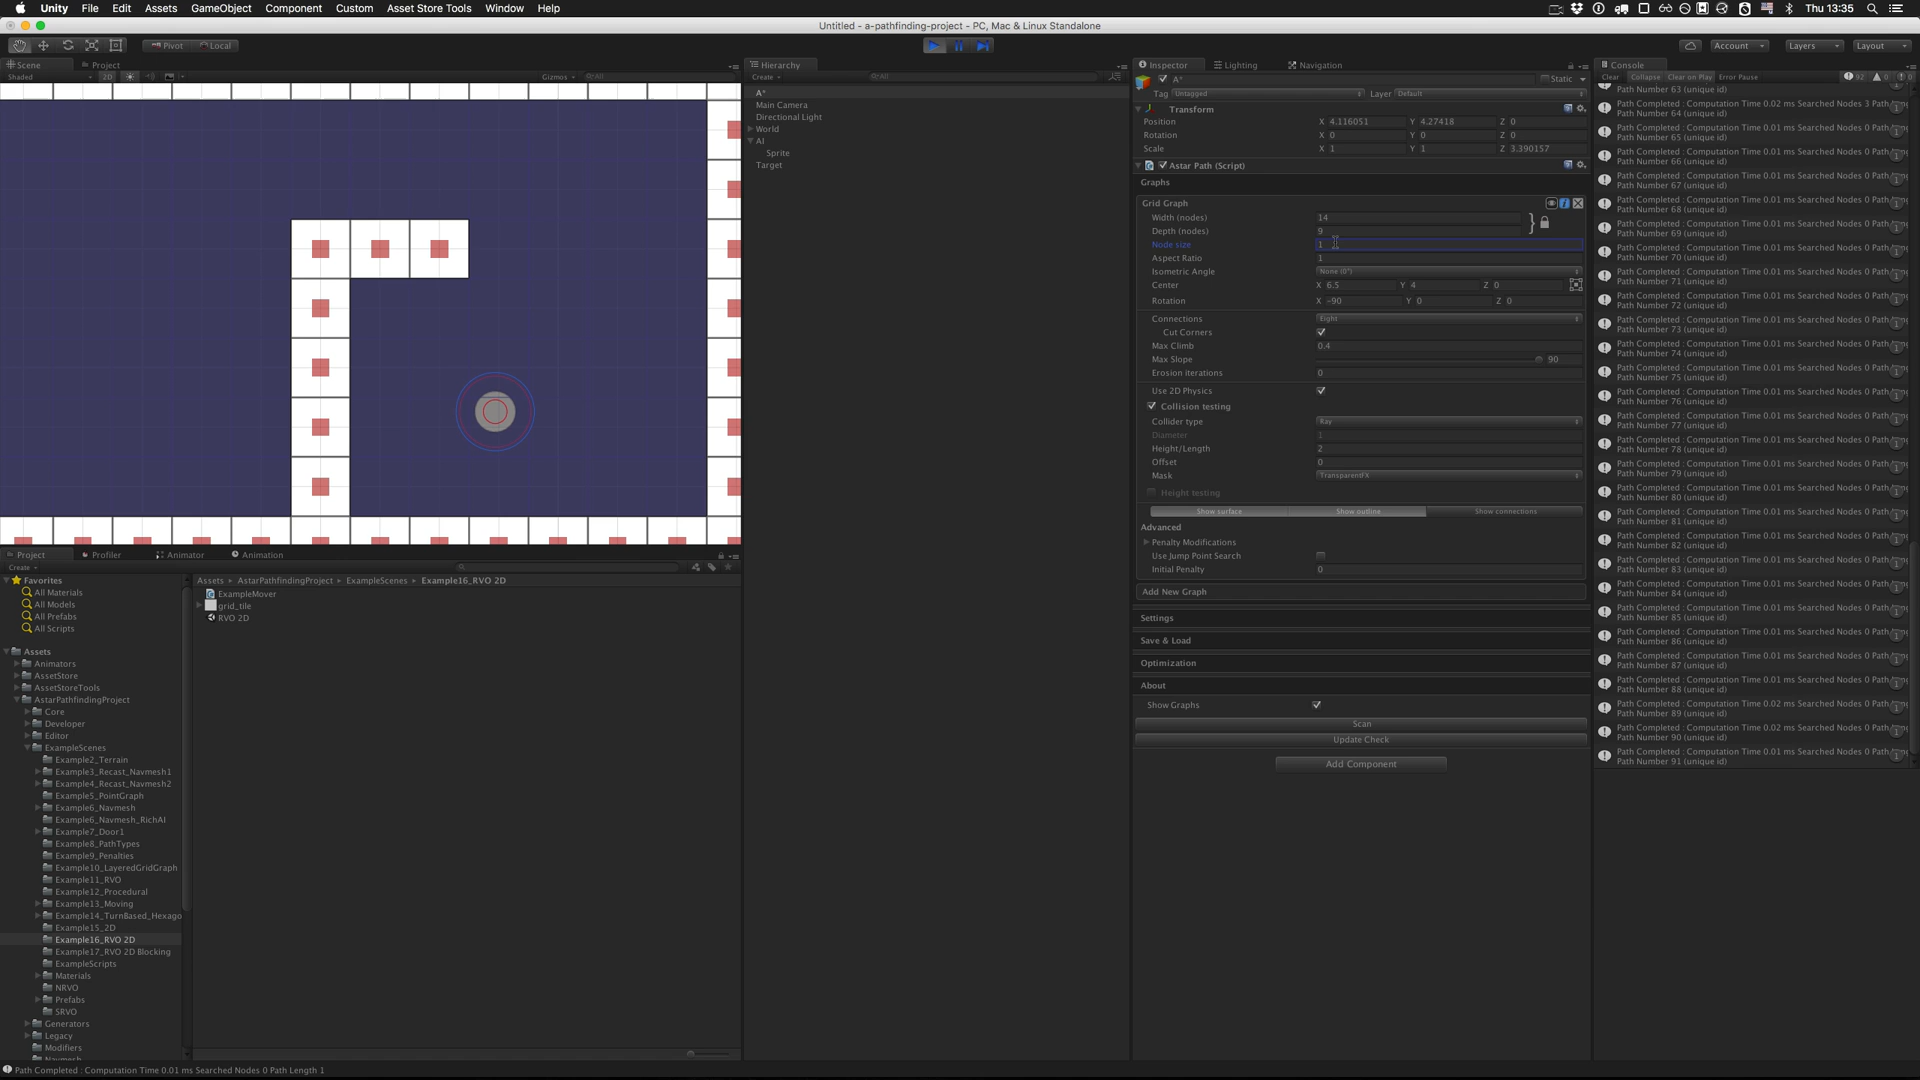 Unity File Edit Assets GameObject Component Custom Asset Store Tools Window Help
Thu 13:35
Untitled - a-pathfinding-project - PC, Mac & Linux Standalone
Pivot Local
Account Layers Layout
Scene Project
Shaded 2D Gizmos All
Hierarchy
Create All
A*
Main Camera
Directional Light
World
AI
Sprite
Target
Inspector Lighting Navigation
A* Static
Tag Untagged Layer Default
Transform
Position X 4.116051 Y 4.27418 Z 0
Rotation X 0 Y 0 Z 0
Scale X 1 Y 1 Z 3.390157
Astar Path (Script)
Graphs
Grid Graph
Width (nodes) 14
Depth (nodes) 9
Node size 1
Aspect Ratio 1
Isometric Angle None (0°)
Center X 6.5 Y 4 Z 0
Rotation X -90 Y 0 Z 0
Connections Eight
Cut Corners
Max Climb 0.4
Max Slope 90
Erosion iterations 0
Use 2D Physics
Collision testing
Collider type Ray
Diameter 1
Height/Length 2
Offset 0
Mask TransparentFX
Height testing
Show surface Show outline Show connections
Advanced
Penalty Modifications
Use Jump Point Search
Initial Penalty 0
Add New Graph
Settings
Save & Load
Optimization
About
Show Graphs
Scan
Update Check
Add Component
Console
Clear Collapse Clear on Play Error Pause 92 0 0
Path Number 63 (unique id)
Path Completed : Computation Time 0.02 ms Searched Nodes 3 Path
Path Number 64 (unique id)
Path Completed : Computation Time 0.01 ms Searched Nodes 0 Path
Path Number 65 (unique id)
Path Completed : Computation Time 0.01 ms Searched Nodes 0 Path
Path Number 66 (unique id)
Path Completed : Computation Time 0.01 ms Searched Nodes 0 Path
Path Number 67 (unique id)
Path Completed : Computation Time 0.01 ms Searched Nodes 0 Path
Path Number 68 (unique id)
Path Completed : Computation Time 0.01 ms Searched Nodes 0 Path
Path Number 69 (unique id)
Path Completed : Computation Time 0.01 ms Searched Nodes 0 Path
Path Number 70 (unique id)
Path Completed : Computation Time 0.01 ms Searched Nodes 0 Path
Path Number 71 (unique id)
Path Completed : Computation Time 0.01 ms Searched Nodes 0 Path
Path Number 72 (unique id)
Path Completed : Computation Time 0.01 ms Searched Nodes 0 Path
Path Number 73 (unique id)
Path Completed : Computation Time 0.01 ms Searched Nodes 0 Path
Path Number 74 (unique id)
Path Completed : Computation Time 0.01 ms Searched Nodes 0 Path
Path Number 75 (unique id)
Path Completed : Computation Time 0.01 ms Searched Nodes 0 Path
Path Number 76 (unique id)
Path Completed : Computation Time 0.01 ms Searched Nodes 0 Path
Path Number 77 (unique id)
Path Completed : Computation Time 0.01 ms Searched Nodes 0 Path
Path Number 78 (unique id)
Path Completed : Computation Time 0.01 ms Searched Nodes 0 Path
Path Number 79 (unique id)
Path Completed : Computation Time 0.01 ms Searched Nodes 0 Path
Path Number 80 (unique id)
Path Completed : Computation Time 0.01 ms Searched Nodes 0 Path
Path Number 81 (unique id)
Path Completed : Computation Time 0.01 ms Searched Nodes 0 Path
Path Number 82 (unique id)
Path Completed : Computation Time 0.01 ms Searched Nodes 0 Path
Path Number 83 (unique id)
Path Completed : Computation Time 0.01 ms Searched Nodes 0 Path
Path Number 84 (unique id)
Path Completed : Computation Time 0.01 ms Searched Nodes 0 Path
Path Number 85 (unique id)
Path Completed : Computation Time 0.01 ms Searched Nodes 0 Path
Path Number 86 (unique id)
Path Completed : Computation Time 0.01 ms Searched Nodes 0 Path
Path Number 87 (unique id)
Path Completed : Computation Time 0.01 ms Searched Nodes 0 Path
Path Number 88 (unique id)
Path Completed : Computation Time 0.02 ms Searched Nodes 0 Path
Path Number 89 (unique id)
Path Completed : Computation Time 0.02 ms Searched Nodes 0 Path
Path Number 90 (unique id)
Path Completed : Computation Time 0.01 ms Searched Nodes 0 Path
Path Number 91 (unique id)
Project Profiler Animator Animation
Create
Favorites
All Materials
All Models
All Prefabs
All Scripts
Assets
Animators
AssetStore
AssetStoreTools
AstarPathfindingProject
Core
Developer
Editor
ExampleScenes
Example2_Terrain
Example3_Recast_Navmesh1
Example4_Recast_Navmesh2
Example5_PointGraph
Example6_Navmesh
Example6_Navmesh_RichAI
Example7_Door1
Example8_PathTypes
Example9_Penalties
Example10_LayeredGridGraph
Example11_RVO
Example12_Procedural
Example13_Moving
Example14_TurnBased_Hexago
Example15_2D
Example16_RVO 2D
Example17_RVO 2D Blocking
ExampleScripts
Materials
NRVO
Prefabs
SRVO
Generators
Legacy
Modifiers
Navmesh
Assets AstarPathfindingProject ExampleScenes Example16_RVO 2D
ExampleMover
grid_tile
RVO 2D
Path Completed : Computation Time 0.01 ms Searched Nodes 0 Path Length 1